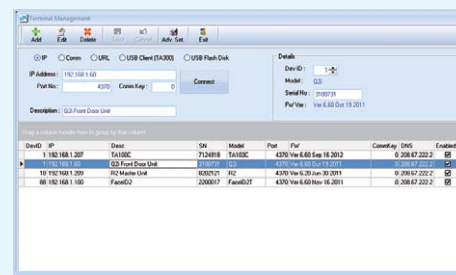 Terminal Management
Add Edit Delete Save Cancel Adv. Set. Exit
IP Comm URL USB Client (TA300) USB Flash Disk
IP Address: 192.168.1.60
Port No: 4370 Comm Key: 0
Connect
Description: Q2i Front Door Unit
Details
Dev ID: 1
Model: Q2i
Serial No: 3100731
FW Ver: Ver 6.60 Oct 19 2011
Drag a column header here to group by that column
DevID IP Desc SN Model Port FW CommKey DNS Enabled
1 192.168.1.207 TA100C 7124918 TA103C 4370 Ver 6.60 Sep 16 2012 0 208.67.222.2
1 192.168.1.60 Q2i Front Door Unit 3100731 Q2i 4370 Ver 6.60 Oct 19 2011 0 208.67.222.2
18 192.168.1.209 R2 Master Unit 8202121 R2 4370 Ver 6.20 Jun 30 2011 0 208.67.222.2
88 192.168.1.100 FaceID2 2200017 FaceID2T 4370 Ver 6.60 Nov 16 2011 0 208.67.222.2